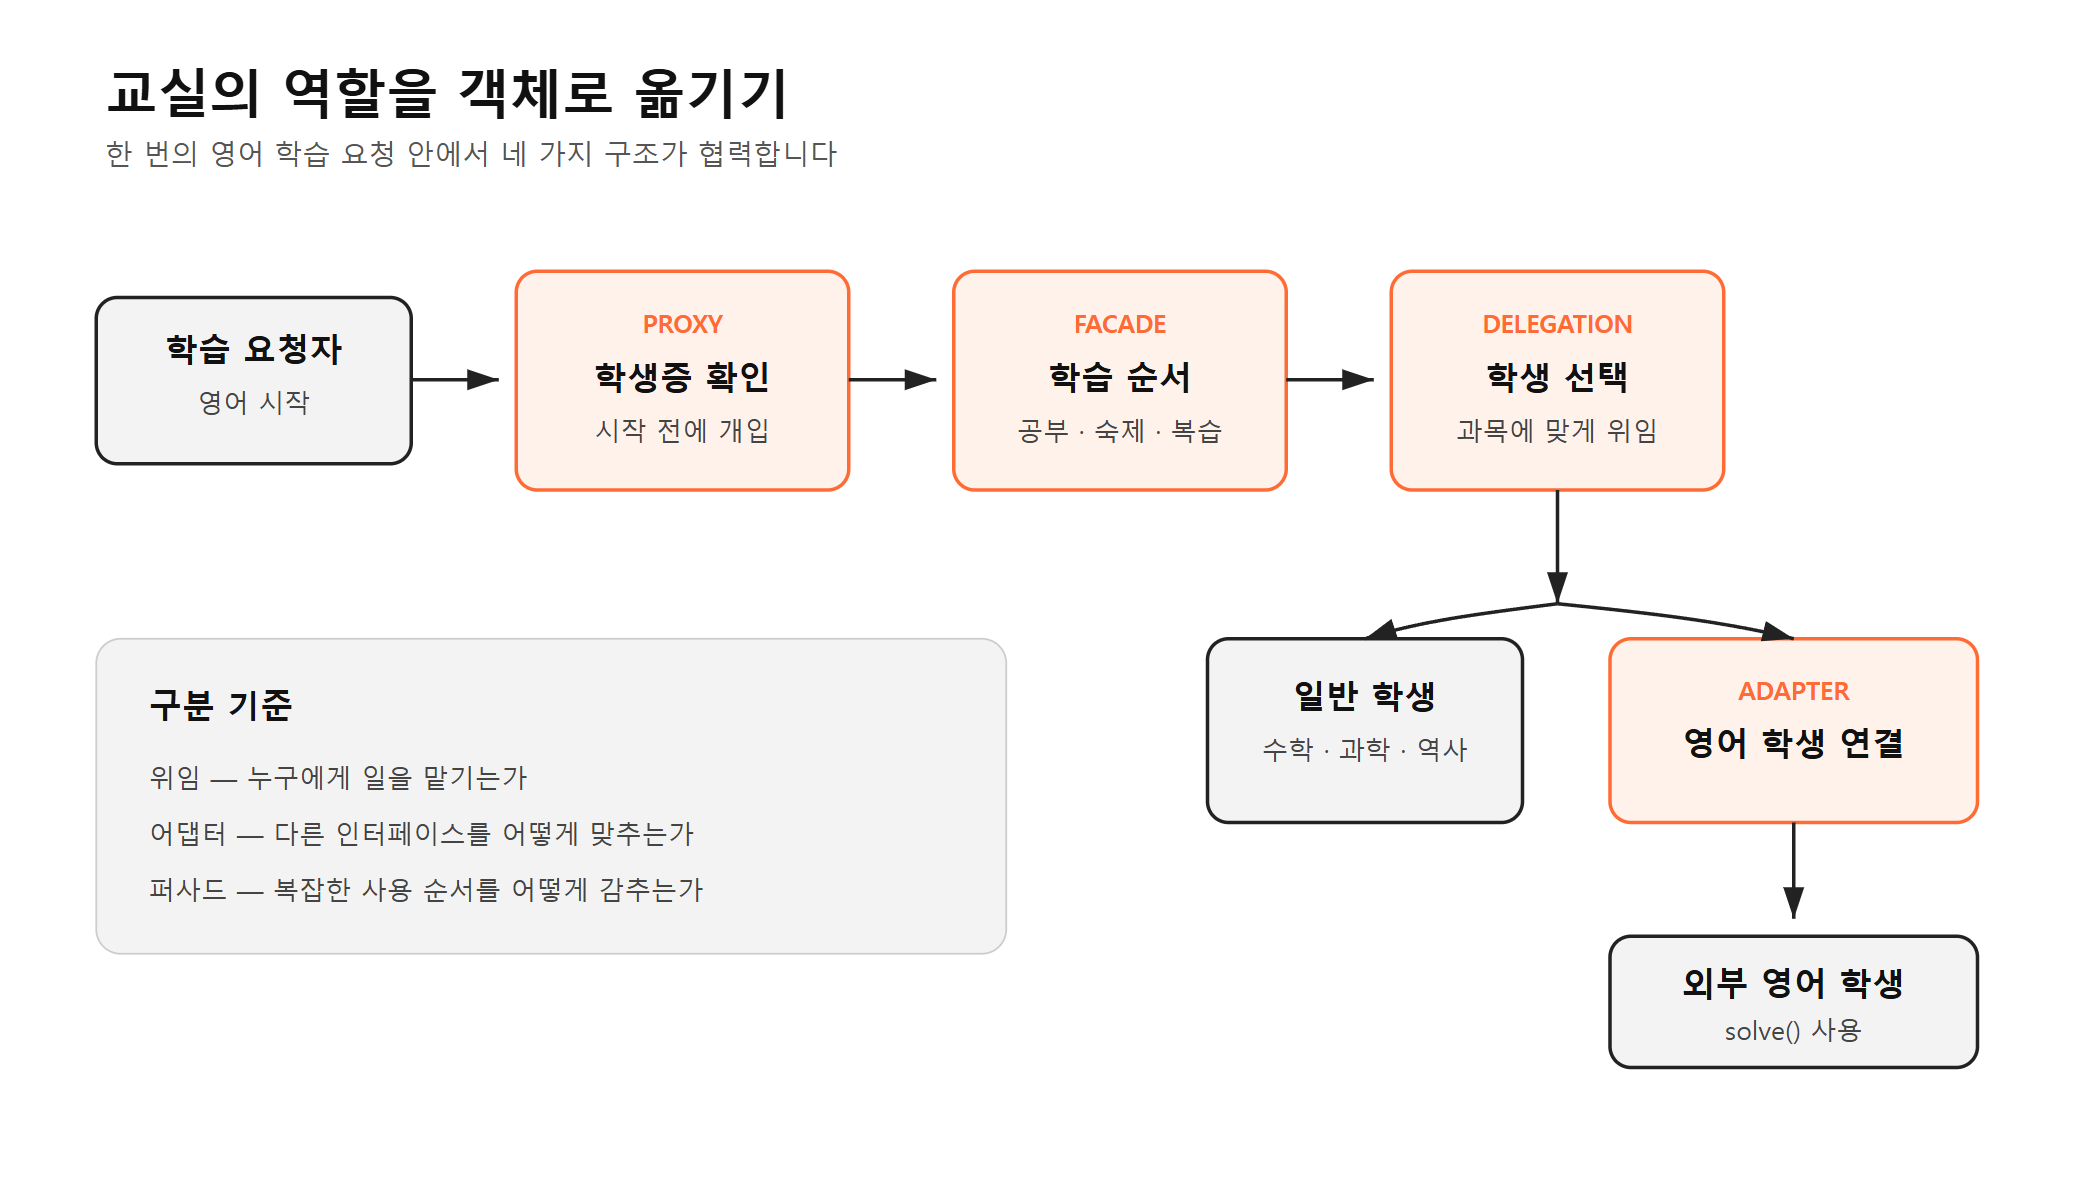 교실의 역할을 객체로 옮기기
한 번의 영어 학습 요청 안에서 네 가지 구조가 협력합니다
학습 요청자
영어 시작
PROXY
학생증 확인
시작 전에 개입
FACADE
학습 순서
공부 · 숙제 · 복습
DELEGATION
학생 선택
과목에 맞게 위임
구분 기준
위임 — 누구에게 일을 맡기는가
어댑터 — 다른 인터페이스를 어떻게 맞추는가
퍼사드 — 복잡한 사용 순서를 어떻게 감추는가
일반 학생
수학 · 과학 · 역사
ADAPTER
영어 학생 연결
외부 영어 학생
solve() 사용